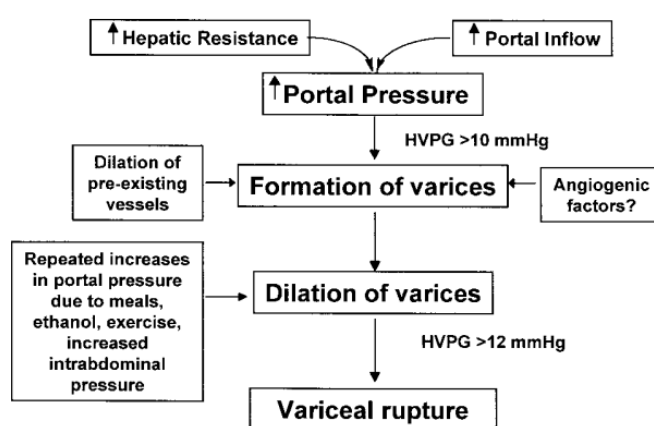 ↑Hepatic Resistance
↑Portal Inflow
↑Portal Pressure
HVPG >10 mmHg
Dilation of
pre-existing
vessels
Formation of varices
Angiogenic
factors?
Repeated increases
in portal pressure
due to meals,
ethanol, exercise,
increased
intrabdominal
pressure
Dilation of varices
HVPG >12 mmHg
Variceal rupture